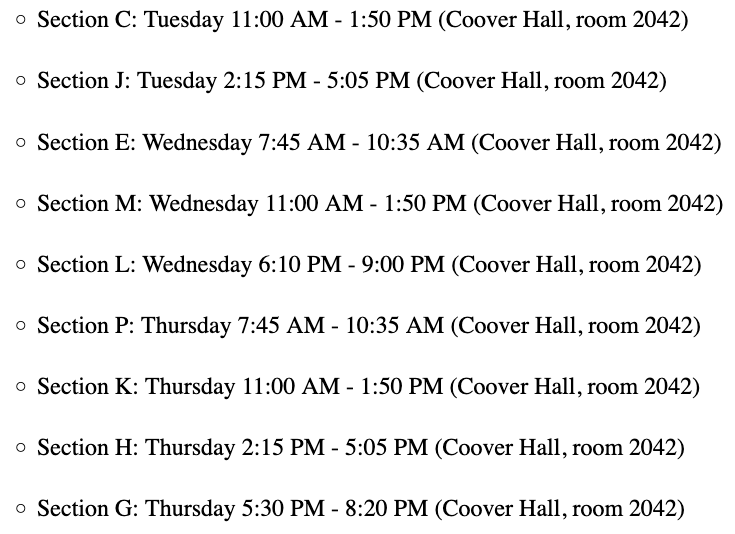 Section C: Tuesday 11:00 AM - 1:50 PM (Coover Hall, room 2042)
Section J: Tuesday 2:15 PM - 5:05 PM (Coover Hall, room 2042)
Section E: Wednesday 7:45 AM - 10:35 AM (Coover Hall, room 2042)
Section M: Wednesday 11:00 AM - 1:50 PM (Coover Hall, room 2042)
Section L: Wednesday 6:10 PM - 9:00 PM (Coover Hall, room 2042)
Section P: Thursday 7:45 AM - 10:35 AM (Coover Hall, room 2042)
Section K: Thursday 11:00 AM - 1:50 PM (Coover Hall, room 2042)
Section H: Thursday 2:15 PM - 5:05 PM (Coover Hall, room 2042)
Section G: Thursday 5:30 PM - 8:20 PM (Coover Hall, room 2042)